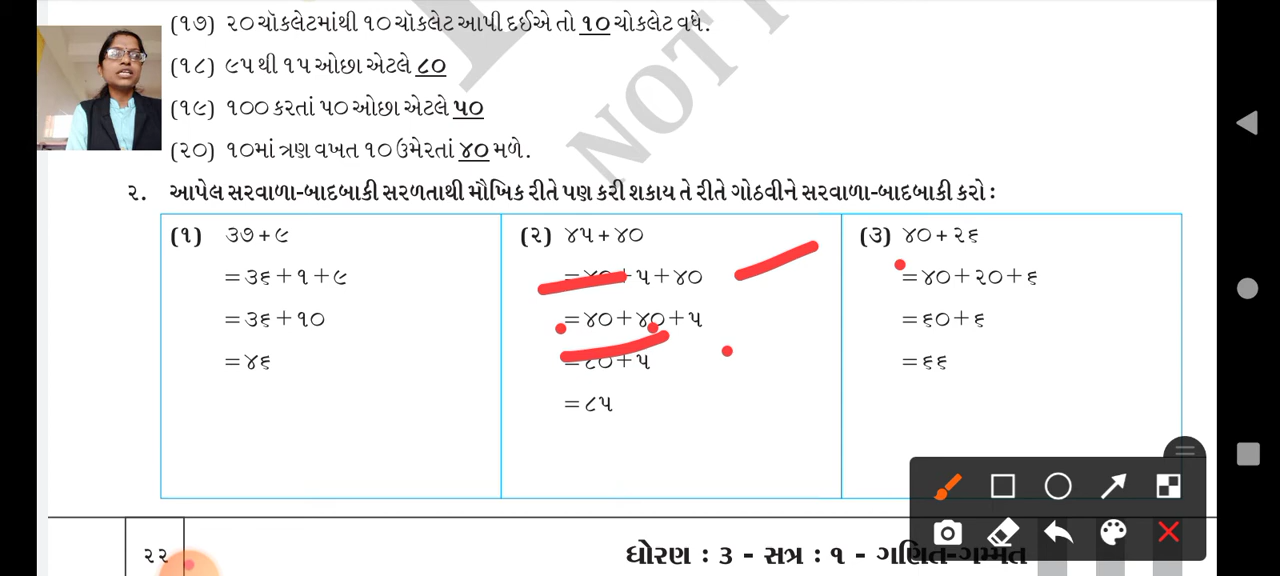 (૧૭) ૨૦ ચૉકલેટમાંથી ૧૦ ચૉકલેટ આપી દઈએ તો ૧૦ ચોકલેટ વધે.
(૧૮) ૯૫ થી ૧૫ ઓછા એટલે ૮૦
(૧૯) ૧૦૦ કરતાં ૫૦ ઓછા એટલે ૫૦
(૨૦) ૧૦માં ત્રણ વખત ૧૦ ઉમેરતાં ૪૦ મળે.
NOT
૨. આપેલ સરવાળા-બાદબાકી સરળતાથી મૌખિક રીતે પણ કરી શકાય તે રીતે ગોઠવીને સરવાળા-બાદબાકી કરો :
(૧) ૩૭ + ૯
= ૩૬ + ૧ + ૯
= ૩૬ + ૧૦
= ૪૬
(૨) ૪૫ + ૪૦
= ૪૦ + ૫ + ૪૦
= ૪૦ + ૪૦ + ૫
= ૮૦ + ૫
= ૮૫
(૩) ૪૦ + ૨૬
= ૪૦ + ૨૦ + ૬
= ૬૦ + ૬
= ૬૬
૨૨
ધોરણ : ૩ - સત્ર : ૧ - ગણિત-ગમ્મત